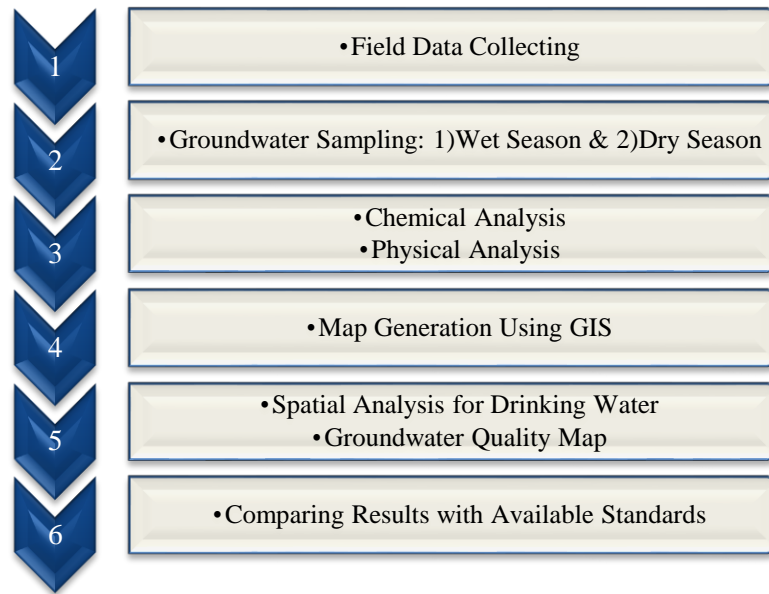 1
•Field Data Collecting
2
•Groundwater Sampling: 1)Wet Season & 2)Dry Season
3
•Chemical Analysis
•Physical Analysis
4
•Map Generation Using GIS
5
•Spatial Analysis for Drinking Water
•Groundwater Quality Map
6
•Comparing Results with Available Standards